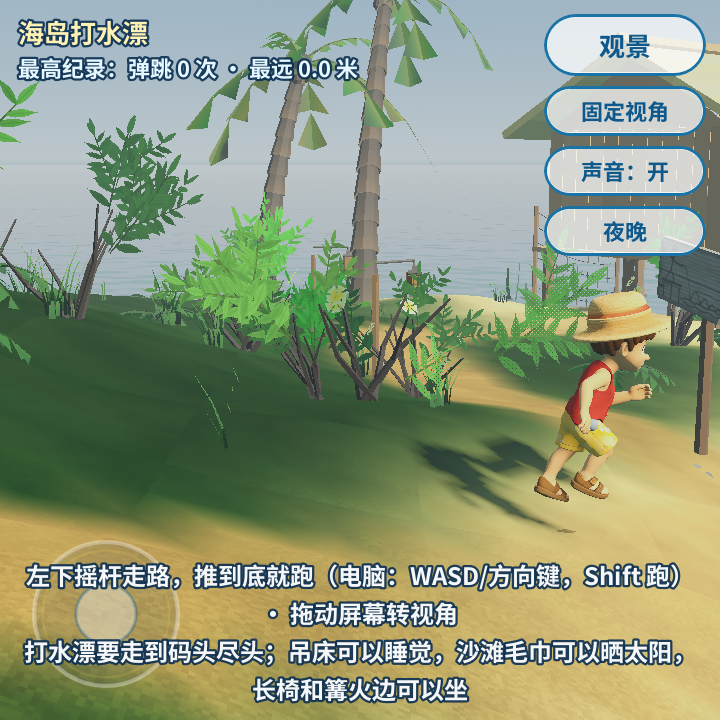 海岛打水漂
最高纪录：弹跳 0 次 · 最远 0.0 米
观景
固定视角
声音：开
夜晚
左下摇杆走路，推到底就跑（电脑：WASD/方向键，Shift 跑）
· 拖动屏幕转视角
打水漂要走到码头尽头；吊床可以睡觉，沙滩毛巾可以晒太阳，
长椅和篝火边可以坐